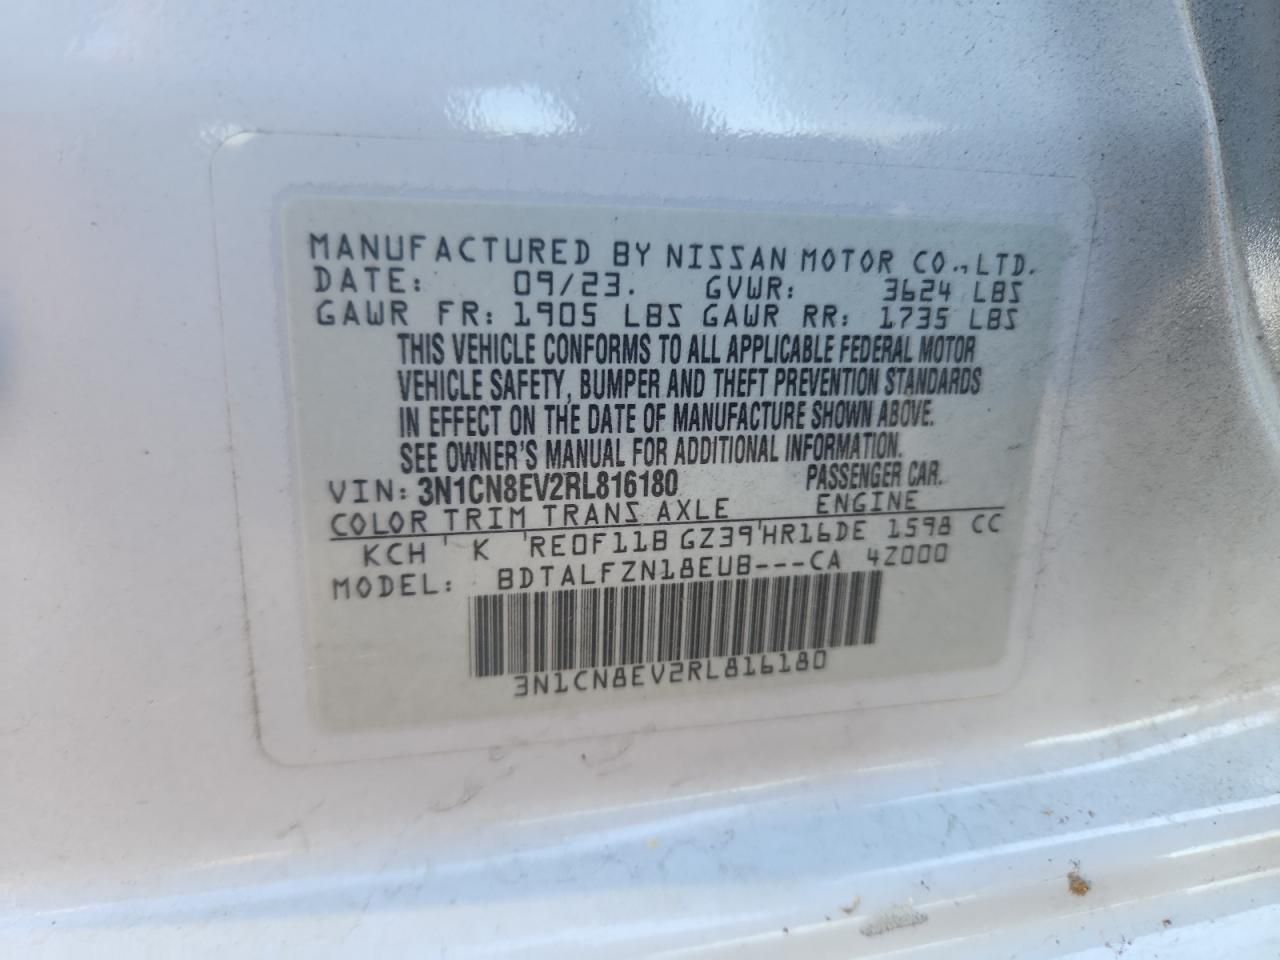 MANUFACTURED BY NISSAN MOTOR CO., LTD.
DATE: 09/23. GVWR: 3624 LBS
GAWR FR: 1905 LBS GAWR RR: 1735 LBS
THIS VEHICLE CONFORMS TO ALL APPLICABLE FEDERAL MOTOR
VEHICLE SAFETY, BUMPER AND THEFT PREVENTION STANDARDS
IN EFFECT ON THE DATE OF MANUFACTURE SHOWN ABOVE.
SEE OWNER'S MANUAL FOR ADDITIONAL INFORMATION.
VIN: 3N1CN8EV2RL816180 PASSENGER CAR.
COLOR TRIM TRANS AXLE ENGINE
KCH ' K 'RE0F11B GZ39'HR16DE 1598 CC
MODEL: BDTALFZN18EUB---CA 4Z000
3N1CN8EV2RL816180